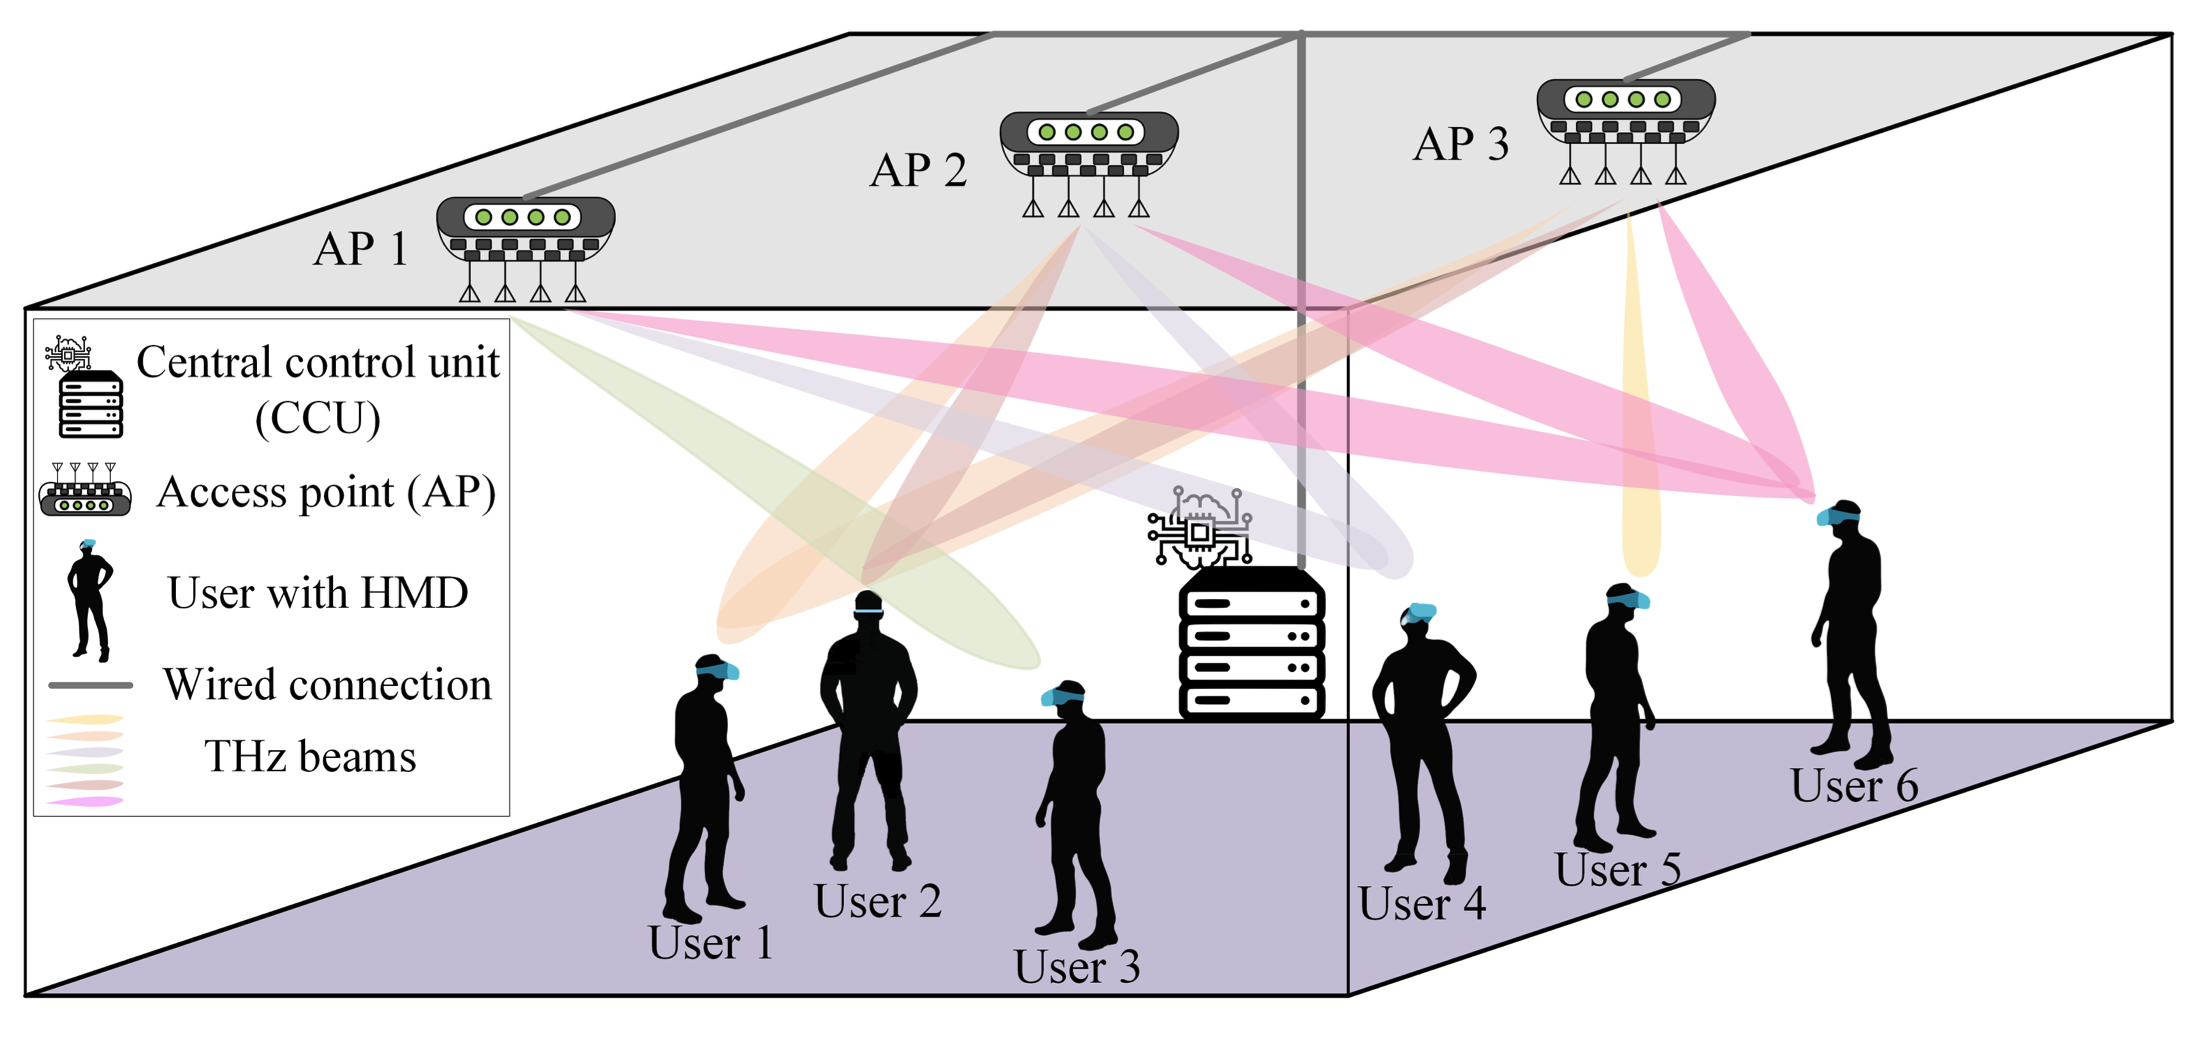 AP 1
AP 2
AP 3
Central control unit
(CCU)
Access point (AP)
User with HMD
Wired connection
THz beams
User 1
User 2
User 3
User 4
User 5
User 6